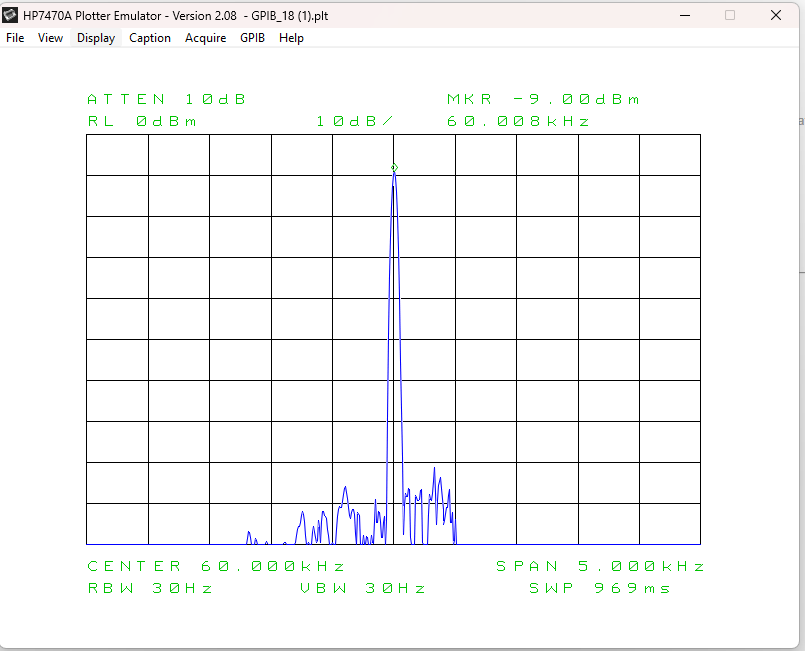 HP7470A Plotter Emulator - Version 2.08 - GPIB_18 (1).plt
File View Display Caption Acquire GPIB Help
ATTEN 10dB MKR -9.00dBm
RL 0dBm 10dB/ 60.008kHz
CENTER 60.000kHz SPAN 5.000kHz
RBW 30Hz VBW 30Hz SWP 969ms